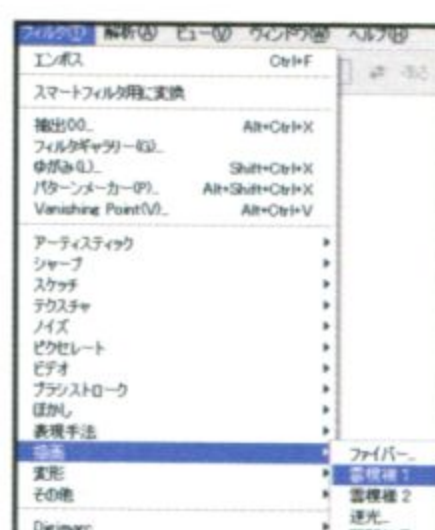 フィルタ(T) 解析(A) ビュー(V) ウィンドウ(W) ヘルプ(H)
エンボス Ctrl+F
スマートフィルタ用に変換
抽出(X)... Alt+Ctrl+X
フィルタギャラリー(G)...
ゆがみ(L)... Shift+Ctrl+X
パターンメーカー(P)... Alt+Shift+Ctrl+X
Vanishing Point(V)... Alt+Ctrl+V
アーティスティック
シャープ
スケッチ
テクスチャ
ノイズ
ピクセレート
ビデオ
ブラシストローク
ぼかし
表現手法
描画
変形
その他
Digimarc
ファイバー...
雲模様 1
雲模様 2
逆光...